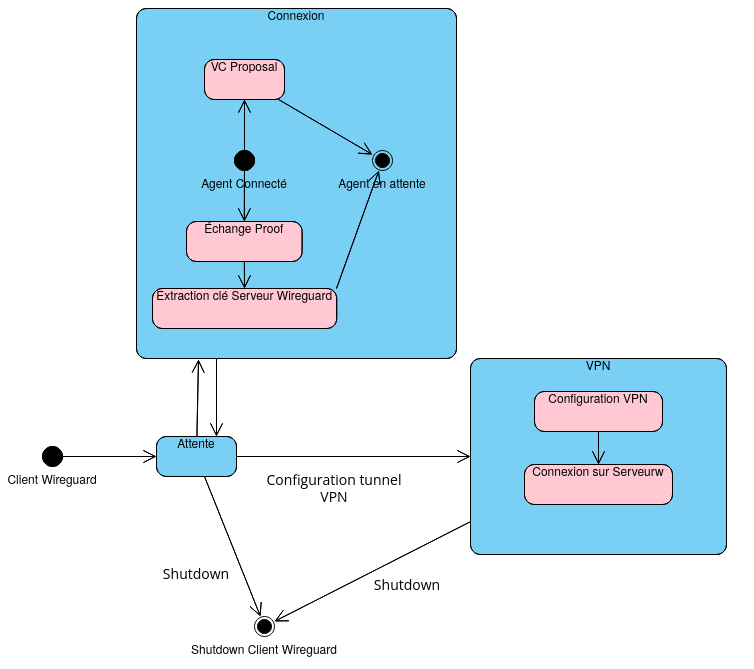 Connexion
VC Proposal
Agent Connecté
Agent en attente
Échange Proof
Extraction clé Serveur Wireguard
VPN
Configuration VPN
Connexion sur Serveurw
Attente
Client Wireguard
Configuration tunnel
VPN
Shutdown
Shutdown
Shutdown Client Wireguard